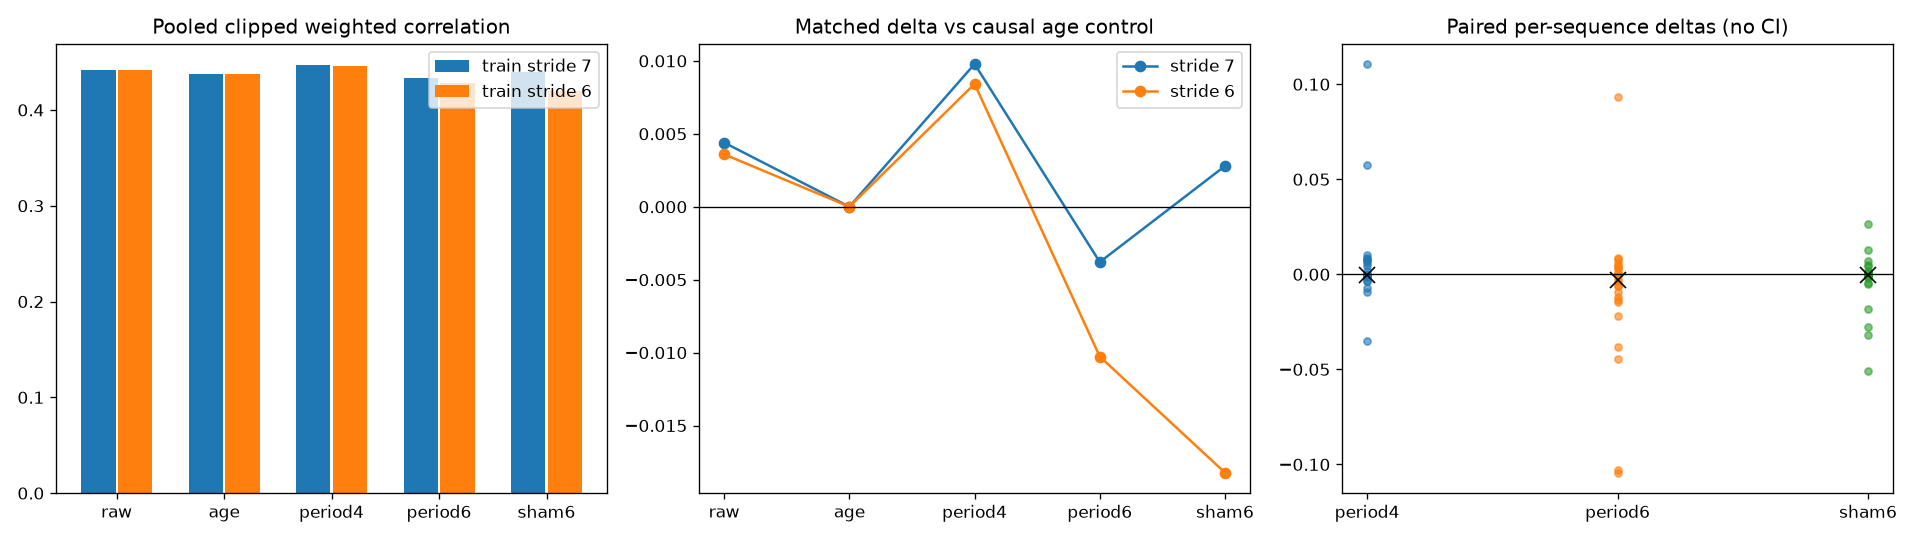 Pooled clipped weighted correlation
train stride 7
train stride 6
0.4
0.3
0.2
0.1
0.0
raw
age
period4
period6
sham6
Matched delta vs causal age control
stride 7
stride 6
0.010
0.005
0.000
−0.005
−0.010
−0.015
raw
age
period4
period6
sham6
Paired per-sequence deltas (no CI)
0.10
0.05
0.00
−0.05
−0.10
period4
period6
sham6